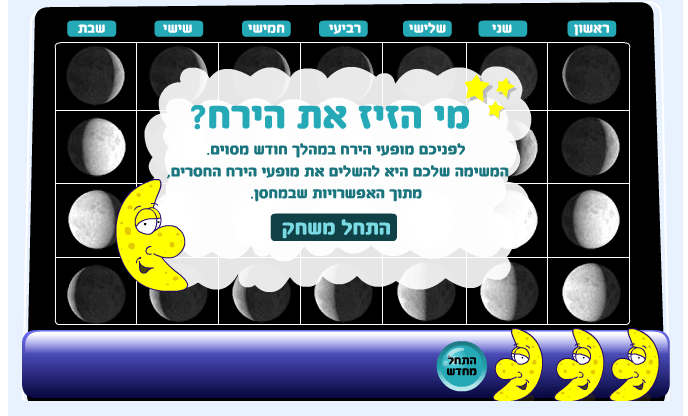 ראשון שני שלישי רביעי חמישי שישי שבת
מי הזיז את הירח?
לפניכם מופעי הירח במהלך חודש מסוים.
המשימה שלכם היא להשלים את מופעי הירח החסרים,
מתוך האפשרויות שבמחסן.
התחל משחק
התחל
מחדש